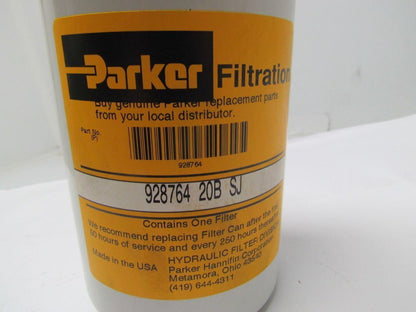 Parker Filtration
Buy genuine Parker replacement parts
from your local distributor.
Part No.
(P)
928764
928764 20B SJ
Contains One Filter
We recommend replacing Filter Can after the first
50 hours of service and every 250 hours
Made in the USA
HYDRAULIC FILTER DIVISION
Parker Hannifin Corporation
Metamora, Ohio 43540
(419) 644-4311